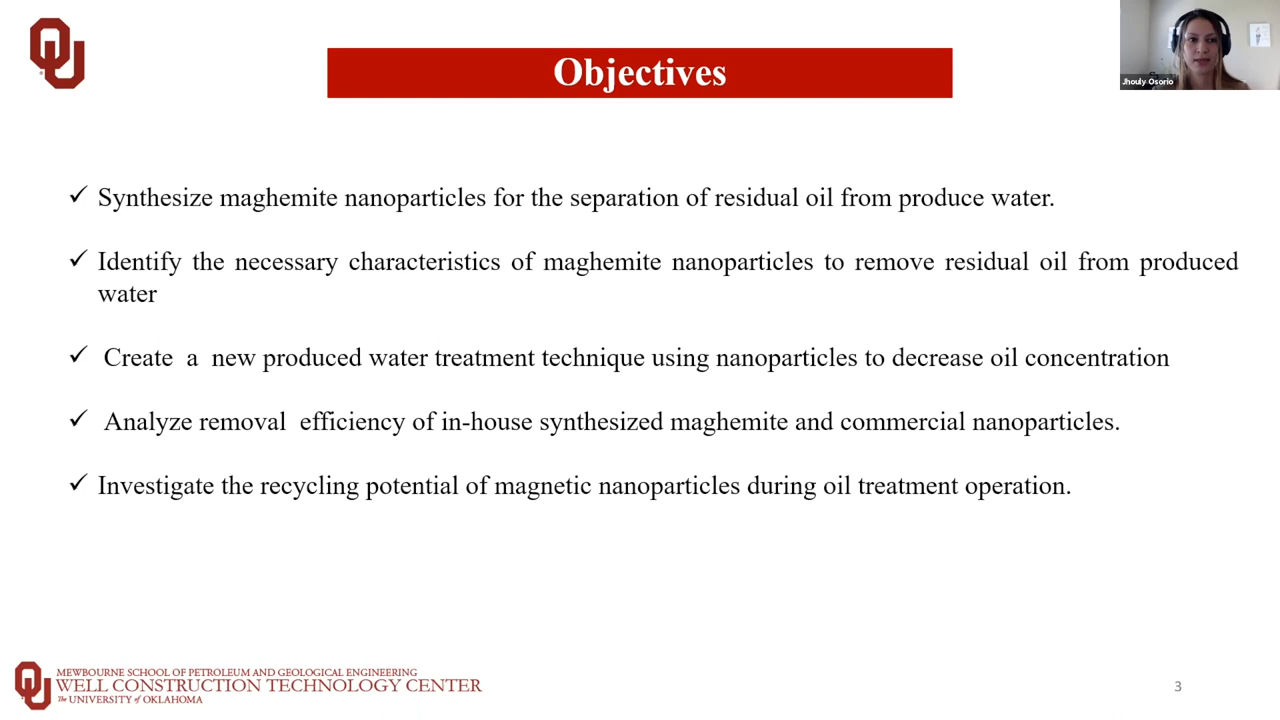 OU
Objectives
Jhouly Osorio
✓ Synthesize maghemite nanoparticles for the separation of residual oil from produce water.
✓ Identify the necessary characteristics of maghemite nanoparticles to remove residual oil from produced
water
✓ Create a new produced water treatment technique using nanoparticles to decrease oil concentration
✓ Analyze removal efficiency of in-house synthesized maghemite and commercial nanoparticles.
✓ Investigate the recycling potential of magnetic nanoparticles during oil treatment operation.
OU
MEWBOURNE SCHOOL OF PETROLEUM AND GEOLOGICAL ENGINEERING
WELL CONSTRUCTION TECHNOLOGY CENTER
The UNIVERSITY of OKLAHOMA
3